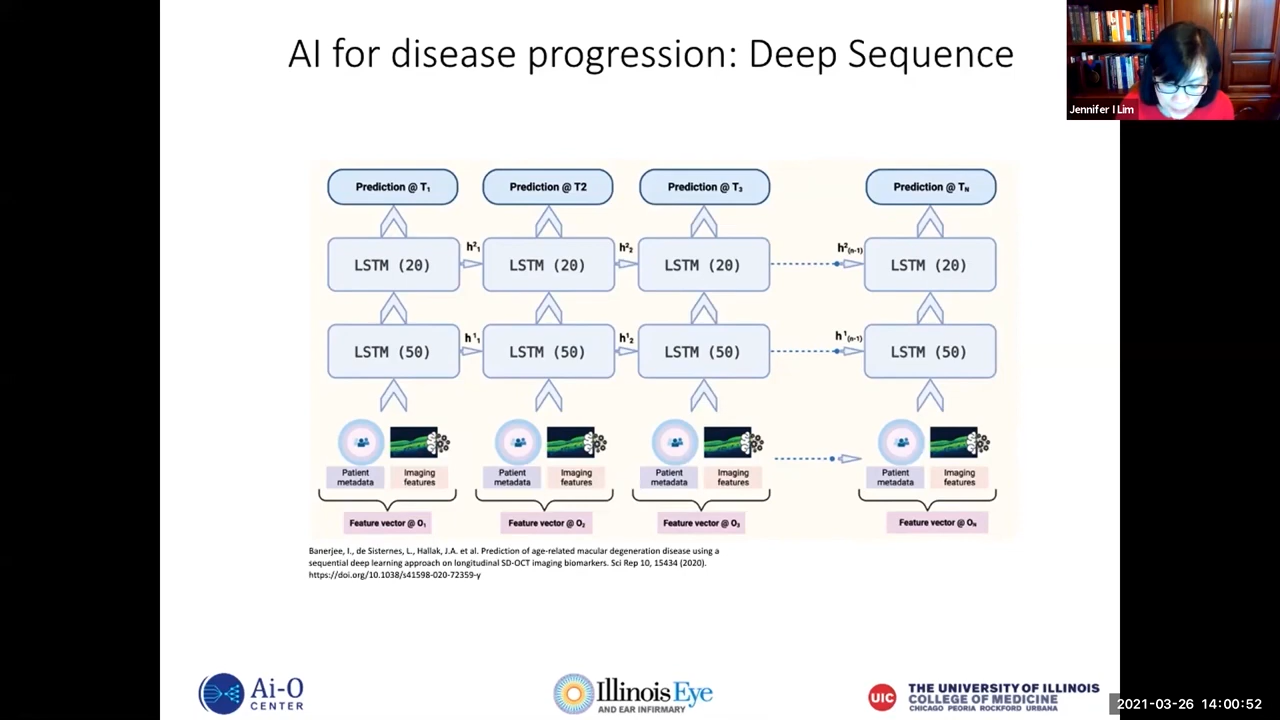 AI for disease progression: Deep Sequence
Jennifer I Lim
Prediction @ T₁
Prediction @ T2
Prediction @ T₃
Prediction @ Tₙ
LSTM (20)
h²₁
LSTM (20)
h²₂
LSTM (20)
h²₍ₙ₋₁₎
LSTM (20)
LSTM (50)
h¹₁
LSTM (50)
h¹₂
LSTM (50)
h¹₍ₙ₋₁₎
LSTM (50)
Patient metadata
Imaging features
Patient metadata
Imaging features
Patient metadata
Imaging features
Patient metadata
Imaging features
Feature vector @ O₁
Feature vector @ O₂
Feature vector @ O₃
Feature vector @ Oₙ
Banerjee, I., de Sisternes, L., Hallak, J.A. et al. Prediction of age-related macular degeneration disease using a
sequential deep learning approach on longitudinal SD-OCT imaging biomarkers. Sci Rep 10, 15434 (2020).
https://doi.org/10.1038/s41598-020-72359-y
Ai-O
CENTER
Illinois Eye
AND EAR INFIRMARY
UIC
THE UNIVERSITY OF ILLINOIS
COLLEGE OF MEDICINE
CHICAGO PEORIA ROCKFORD URBANA
2021-03-26 14:00:52